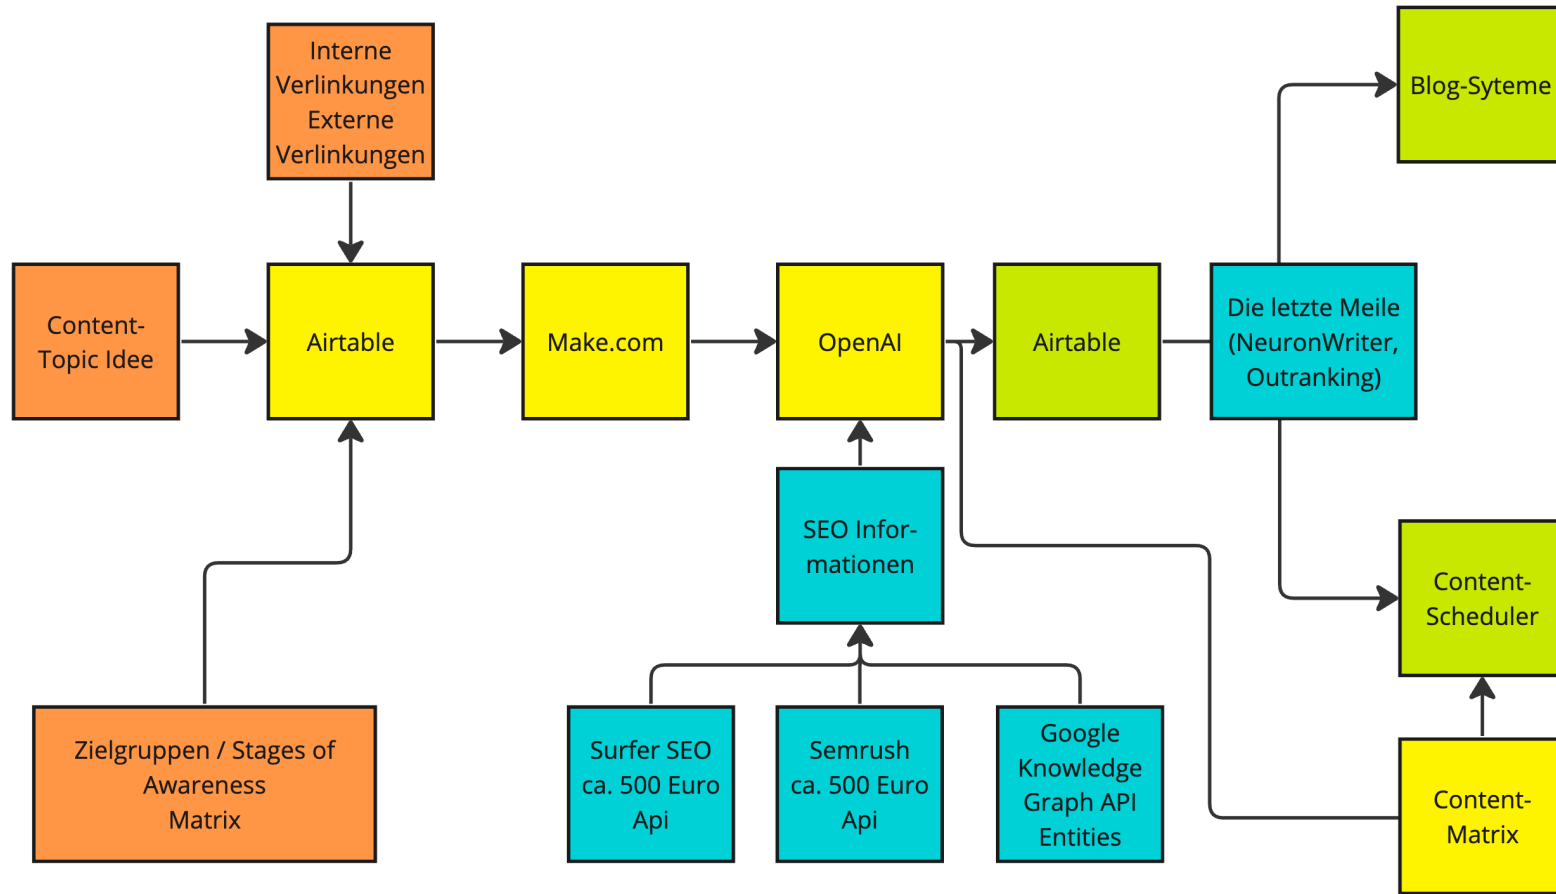 Interne
Verlinkungen
Externe
Verlinkungen
Blog-Syteme
Content-
Topic Idee
Airtable
Make.com
OpenAI
Airtable
Die letzte Meile
(NeuronWriter,
Outranking)
SEO Infor-
mationen
Content-
Scheduler
Zielgruppen / Stages of
Awareness
Matrix
Surfer SEO
ca. 500 Euro
Api
Semrush
ca. 500 Euro
Api
Google
Knowledge
Graph API
Entities
Content-
Matrix